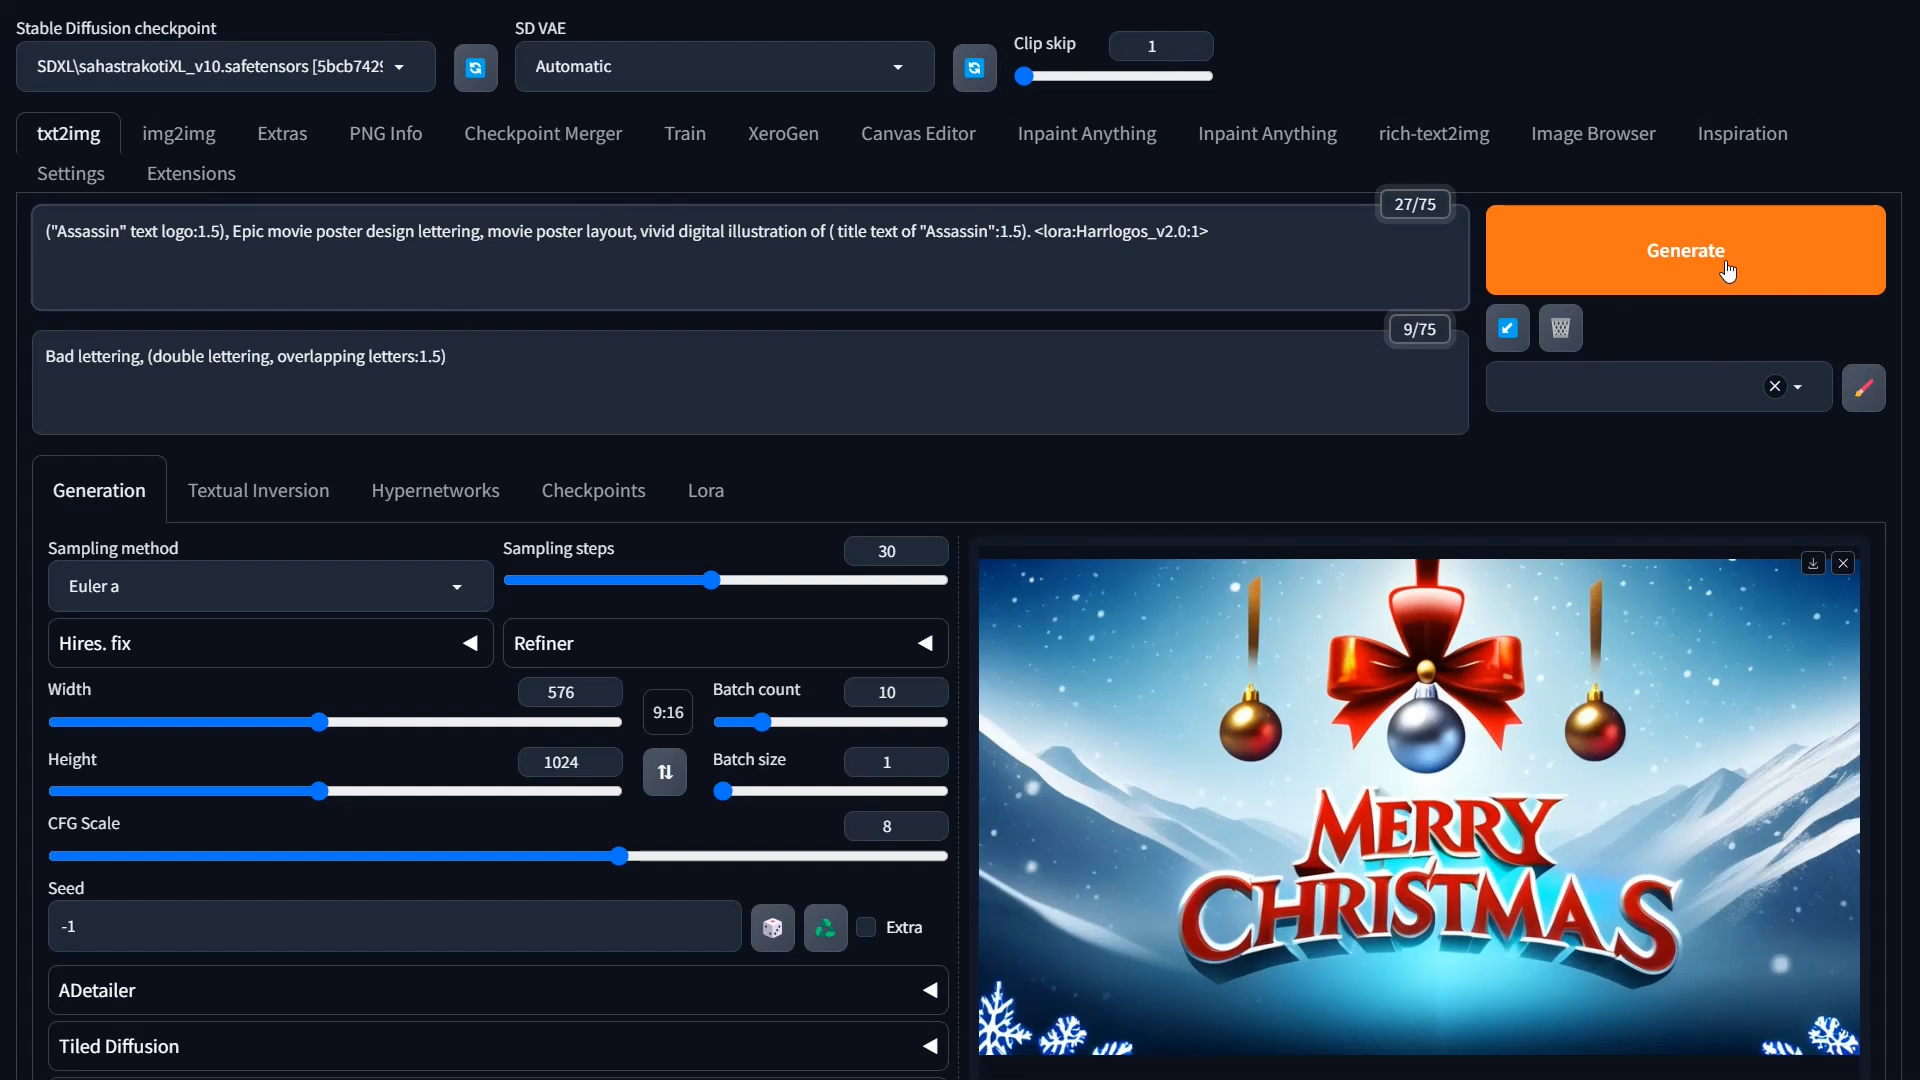 Stable Diffusion checkpoint
SD VAE
Clip skip
1
SDXL\sahastrakotiXL_v10.safetensors [5bcb7429
Automatic
txt2img
img2img
Extras
PNG Info
Checkpoint Merger
Train
XeroGen
Canvas Editor
Inpaint Anything
Inpaint Anything
rich-text2img
Image Browser
Inspiration
Settings
Extensions
27/75
("Assassin" text logo:1.5), Epic movie poster design lettering, movie poster layout, vivid digital illustration of ( title text of "Assassin":1.5). <lora:Harrlogos_v2.0:1>
Generate
9/75
Bad lettering, (double lettering, overlapping letters:1.5)
Generation
Textual Inversion
Hypernetworks
Checkpoints
Lora
Sampling method
Sampling steps
30
Euler a
Hires. fix
Refiner
Width
576
9:16
Batch count
10
Height
1024
Batch size
1
CFG Scale
8
Seed
-1
Extra
ADetailer
Tiled Diffusion
MERRY
CHRISTMAS